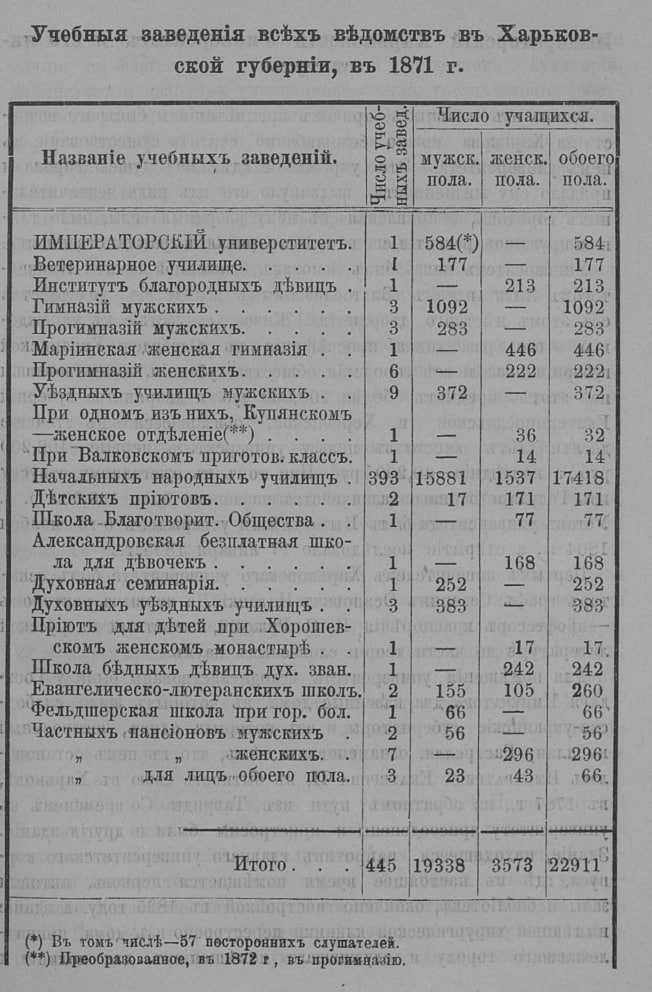 Учебныя заведенія всѣхъ вѣдомствъ въ Харьков-
ской губерніи, въ 1871 г.
Названіе учебныхъ заведеній. Число учеб-ныхъ завед. Число учащихся.
мужск. пола. женск. пола. обоего пола.
ИМПЕРАТОРСКІЙ университетъ. 1 584(*) — 584
Ветеринарное училище. . . . . 1 177 — 177
Институтъ благородныхъ дѣвицъ . 1 — 213 213
Гимназій мужскихъ . . . . . . 3 1092 — 1092
Прогимназій мужскихъ. . . . . 3 283 — 283
Маріинская женская гимназія . . 1 — 446 446
Прогимназій женскихъ. . . . . 6 — 222 222
Уѣздныхъ училищъ мужскихъ . . 9 372 — 372
При одномъ изъ нихъ, Купянскомъ
—женское отдѣленіе(**) . . . . 1 — 36 32
При Валковскомъ приготов. классъ. 1 — 14 14
Начальныхъ народныхъ училищъ . 393 15881 1537 17418
Дѣтскихъ пріютовъ. . . . . . 2 17 171 171
Школа Благотворит. Общества . . 1 — 77 77
Александровская безплатная шко-
ла для дѣвочекъ . . . . . . 1 — 168 168
Духовная семинарія. . . . . . 1 252 — 252
Духовныхъ уѣздныхъ училищъ . . 3 383 — 383
Пріютъ для дѣтей при Хорошев-
скомъ женскомъ монастырѣ . . 1 — 17 17
Школа бѣдныхъ дѣвицъ дух. зван. 1 — 242 242
Евангелическо-лютеранскихъ школъ. 2 155 105 260
Фельдшерская школа при гор. бол. 1 66 — 66
Частныхъ пансіоновъ мужскихъ . 2 56 — 56
„ „ женскихъ. . 7 — 296 296
„ для лицъ обоего пола. 3 23 43 66
Итого . . . 445 19338 3573 22911
(*) Въ томъ числѣ—57 постороннихъ слушателей.
(**) Преобразованное, въ 1872 г, въ прогимназію.